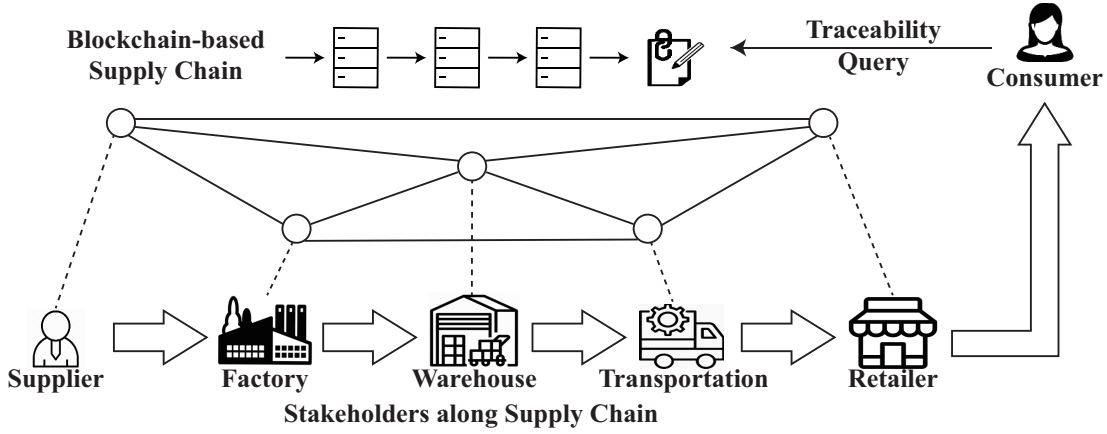 Blockchain-based
Supply Chain
Traceability
Query
Consumer
Supplier
Factory
Warehouse
Transportation
Retailer
Stakeholders along Supply Chain